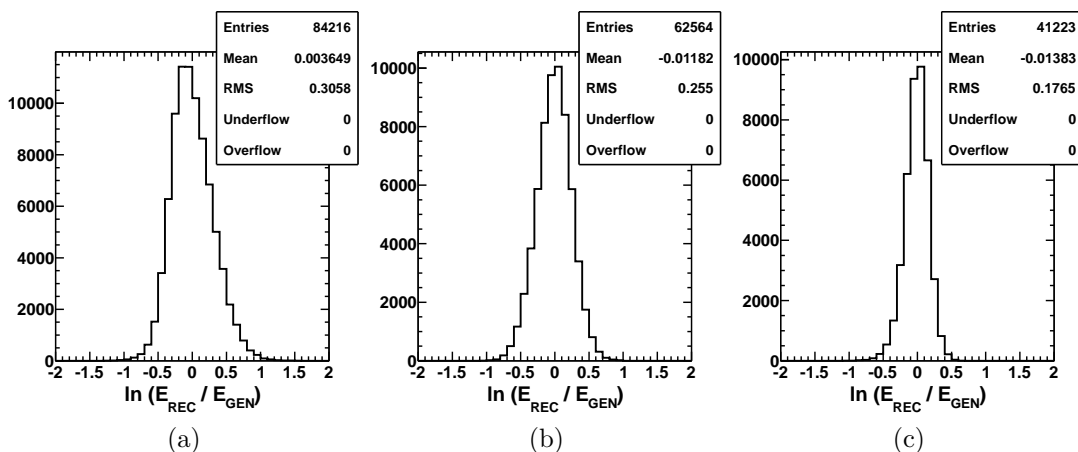 Entries 84216
Mean 0.003649
RMS 0.3058
Underflow 0
Overflow 0
10000
8000
6000
4000
2000
0
-2 -1.5 -1 -0.5 0 0.5 1 1.5 2
ln (E_REC / E_GEN)
(a)
Entries 62564
Mean -0.01182
RMS 0.255
Underflow 0
Overflow 0
10000
8000
6000
4000
2000
0
-2 -1.5 -1 -0.5 0 0.5 1 1.5 2
ln (E_REC / E_GEN)
(b)
Entries 41223
Mean -0.01383
RMS 0.1765
Underflow 0
Overflow 0
10000
8000
6000
4000
2000
0
-2 -1.5 -1 -0.5 0 0.5 1 1.5 2
ln (E_REC / E_GEN)
(c)